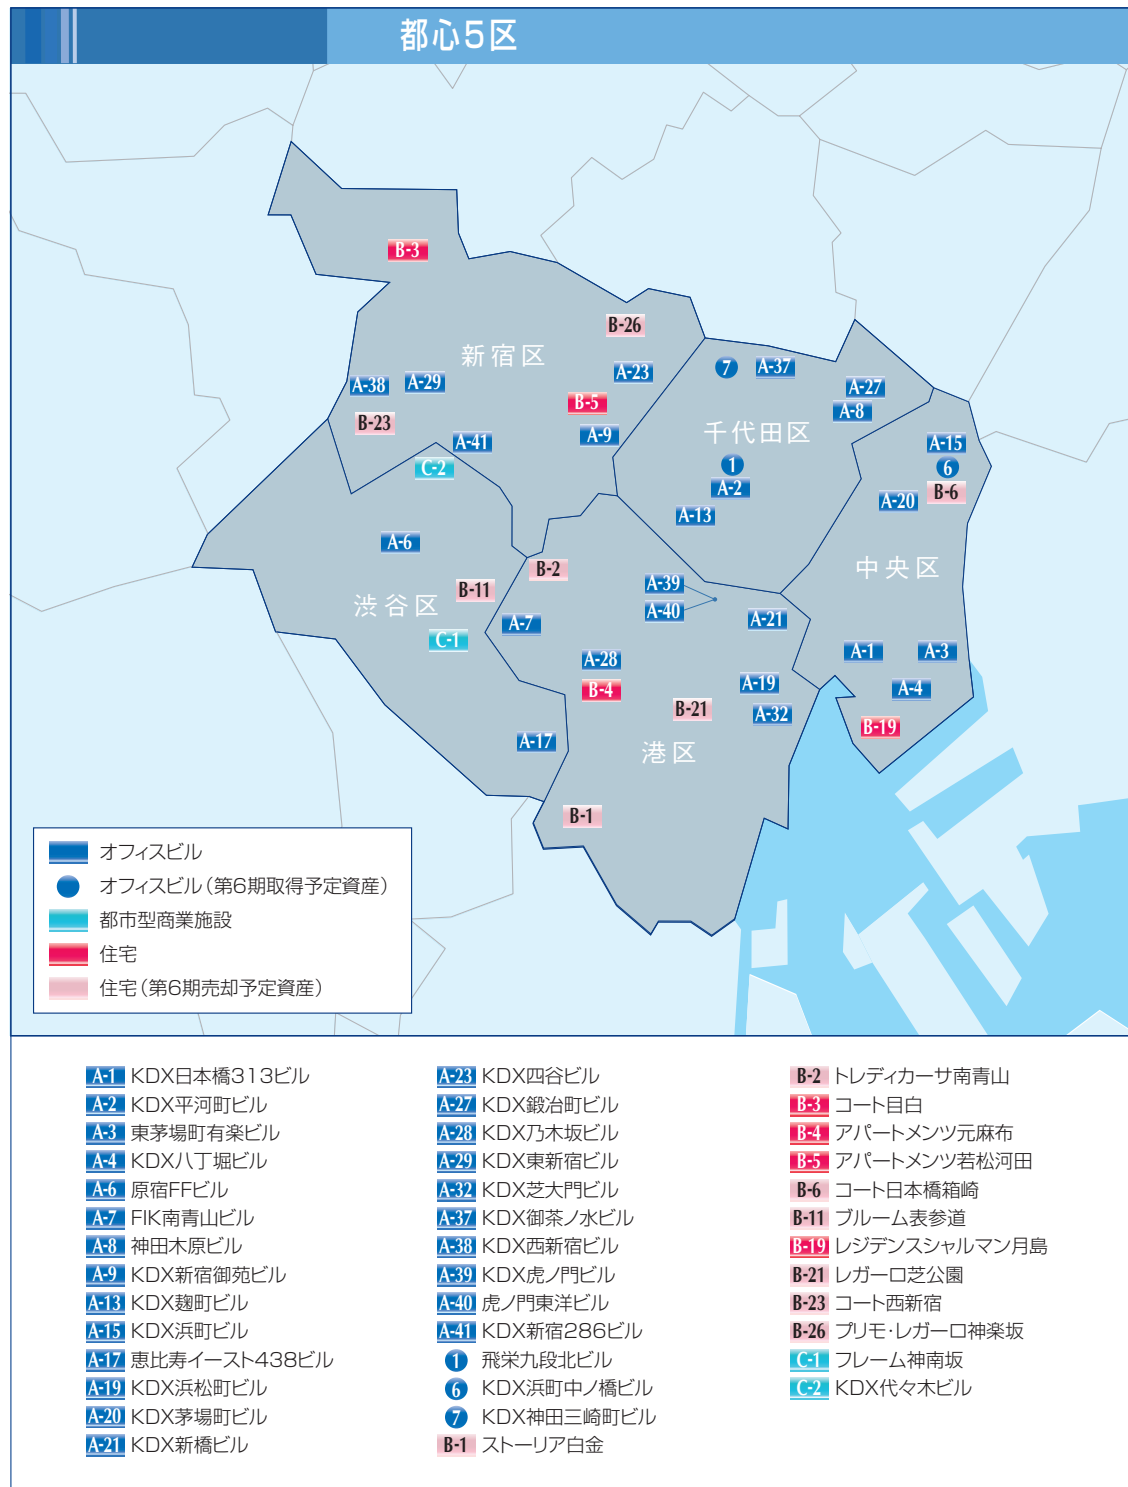 都心5区
B-3
B-26
新宿区
A-23
7
A-37
A-38
A-29
A-27
B-5
A-8
B-23
A-9
千代田区
A-41
A-15
C-2
1
6
A-2
B-6
A-20
A-13
A-6
B-2
中央区
A-39
B-11
渋谷区
A-40
A-7
A-21
C-1
A-28
A-1
A-3
B-4
A-19
A-4
B-21
A-32
B-19
A-17
港区
B-1
オフィスビル
オフィスビル(第6期取得予定資産)
都市型商業施設
住宅
住宅(第6期売却予定資産)
A-1 KDX日本橋313ビル
A-2 KDX平河町ビル
A-3 東茅場町有楽ビル
A-4 KDX八丁堀ビル
A-6 原宿FFビル
A-7 FIK南青山ビル
A-8 神田木原ビル
A-9 KDX新宿御苑ビル
A-13 KDX麹町ビル
A-15 KDX浜町ビル
A-17 恵比寿イースト438ビル
A-19 KDX浜松町ビル
A-20 KDX茅場町ビル
A-21 KDX新橋ビル
A-23 KDX四谷ビル
A-27 KDX鍛冶町ビル
A-28 KDX乃木坂ビル
A-29 KDX東新宿ビル
A-32 KDX芝大門ビル
A-37 KDX御茶ノ水ビル
A-38 KDX西新宿ビル
A-39 KDX虎ノ門ビル
A-40 虎ノ門東洋ビル
A-41 KDX新宿286ビル
1 飛栄九段北ビル
6 KDX浜町中ノ橋ビル
7 KDX神田三崎町ビル
B-1 ストーリア白金
B-2 トレディカーサ南青山
B-3 コート目白
B-4 アパートメンツ元麻布
B-5 アパートメンツ若松河田
B-6 コート日本橋箱崎
B-11 ブルーム表参道
B-19 レジデンスシャルマン月島
B-21 レガーロ芝公園
B-23 コート西新宿
B-26 プリモ・レガーロ神楽坂
C-1 フレーム神南坂
C-2 KDX代々木ビル